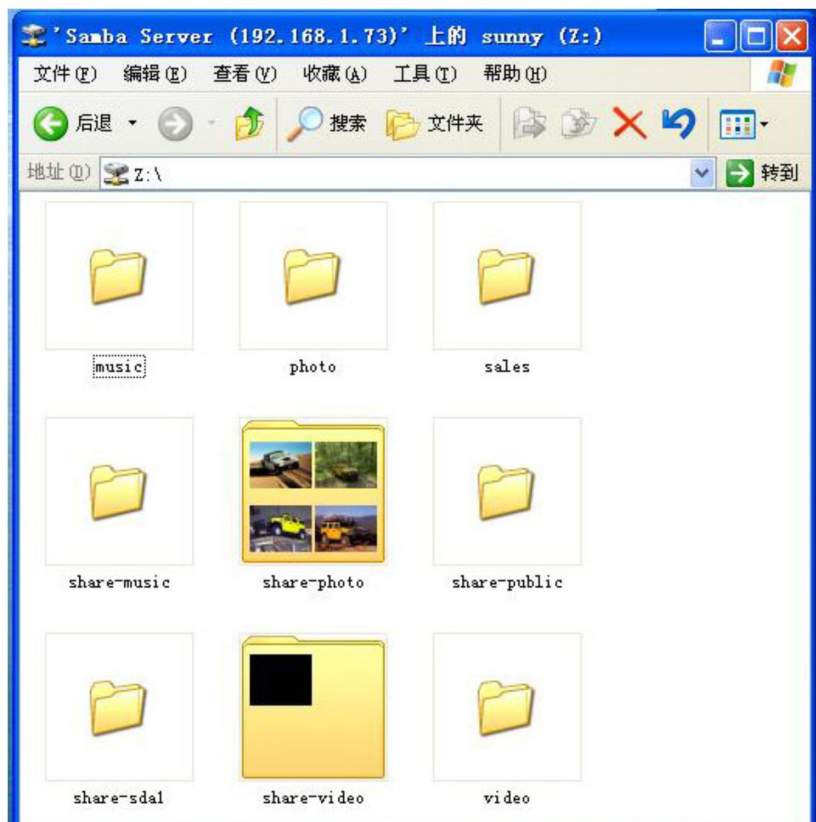 'Samba Server (192.168.1.73)' 上的 sunny (Z:)
文件(F) 编辑(E) 查看(V) 收藏(A) 工具(T) 帮助(H)
后退 搜索 文件夹
地址(D) Z:\ 转到
music photo sales
share-music share-photo share-public
share-sda1 share-video video